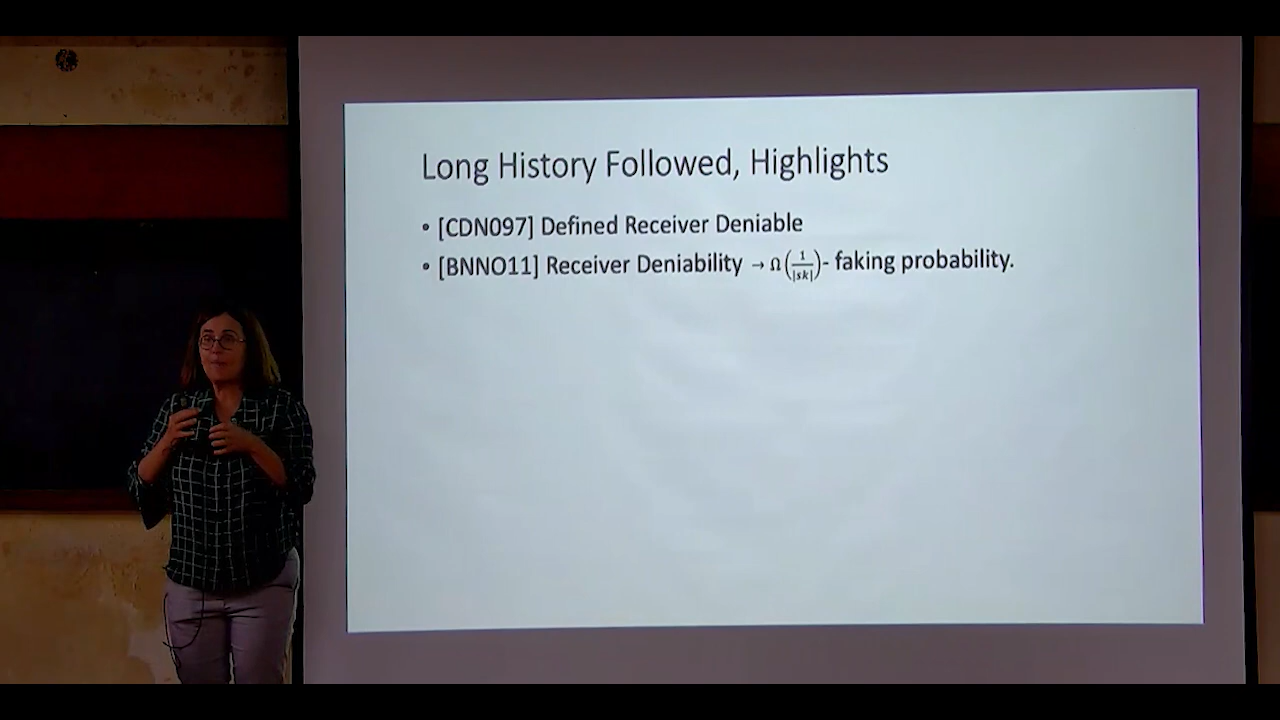 Long History Followed, Highlights
• [CDN097] Defined Receiver Deniable
• [BNNO11] Receiver Deniability → Ω(1/|sk|)- faking probability.